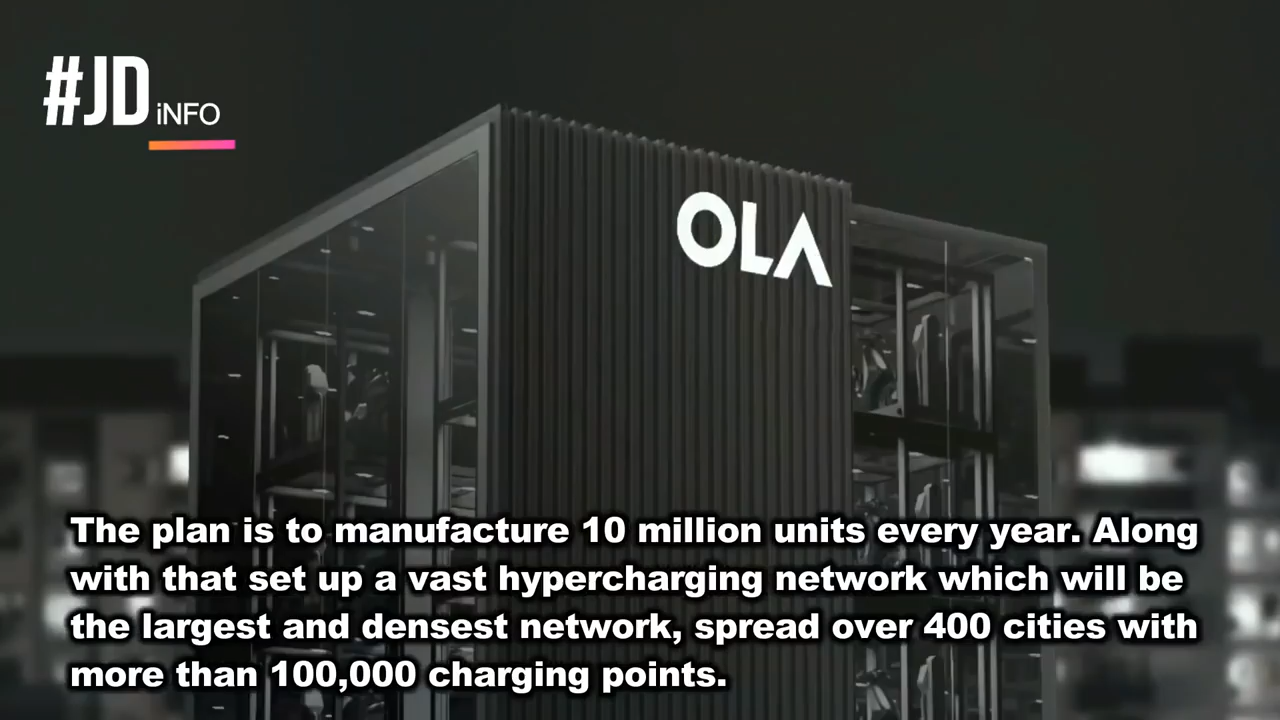 #JD iNFO
OLA
The plan is to manufacture 10 million units every year. Along
with that set up a vast hypercharging network which will be
the largest and densest network, spread over 400 cities with
more than 100,000 charging points.